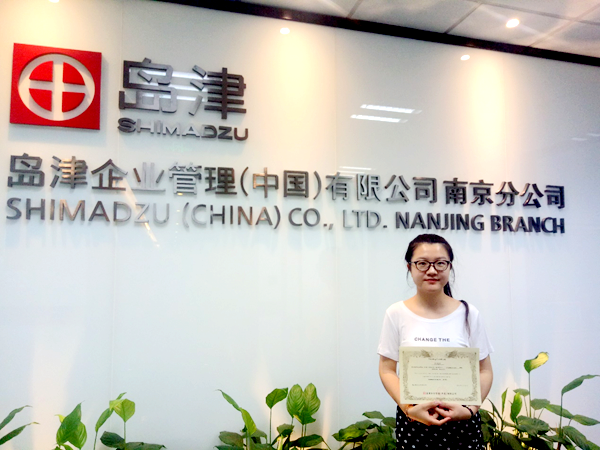 岛津
SHIMADZU
岛津企业管理(中国)有限公司 南京分公司
SHIMADZU (CHINA) CO., LTD. NANJING BRANCH
CHANGE THE